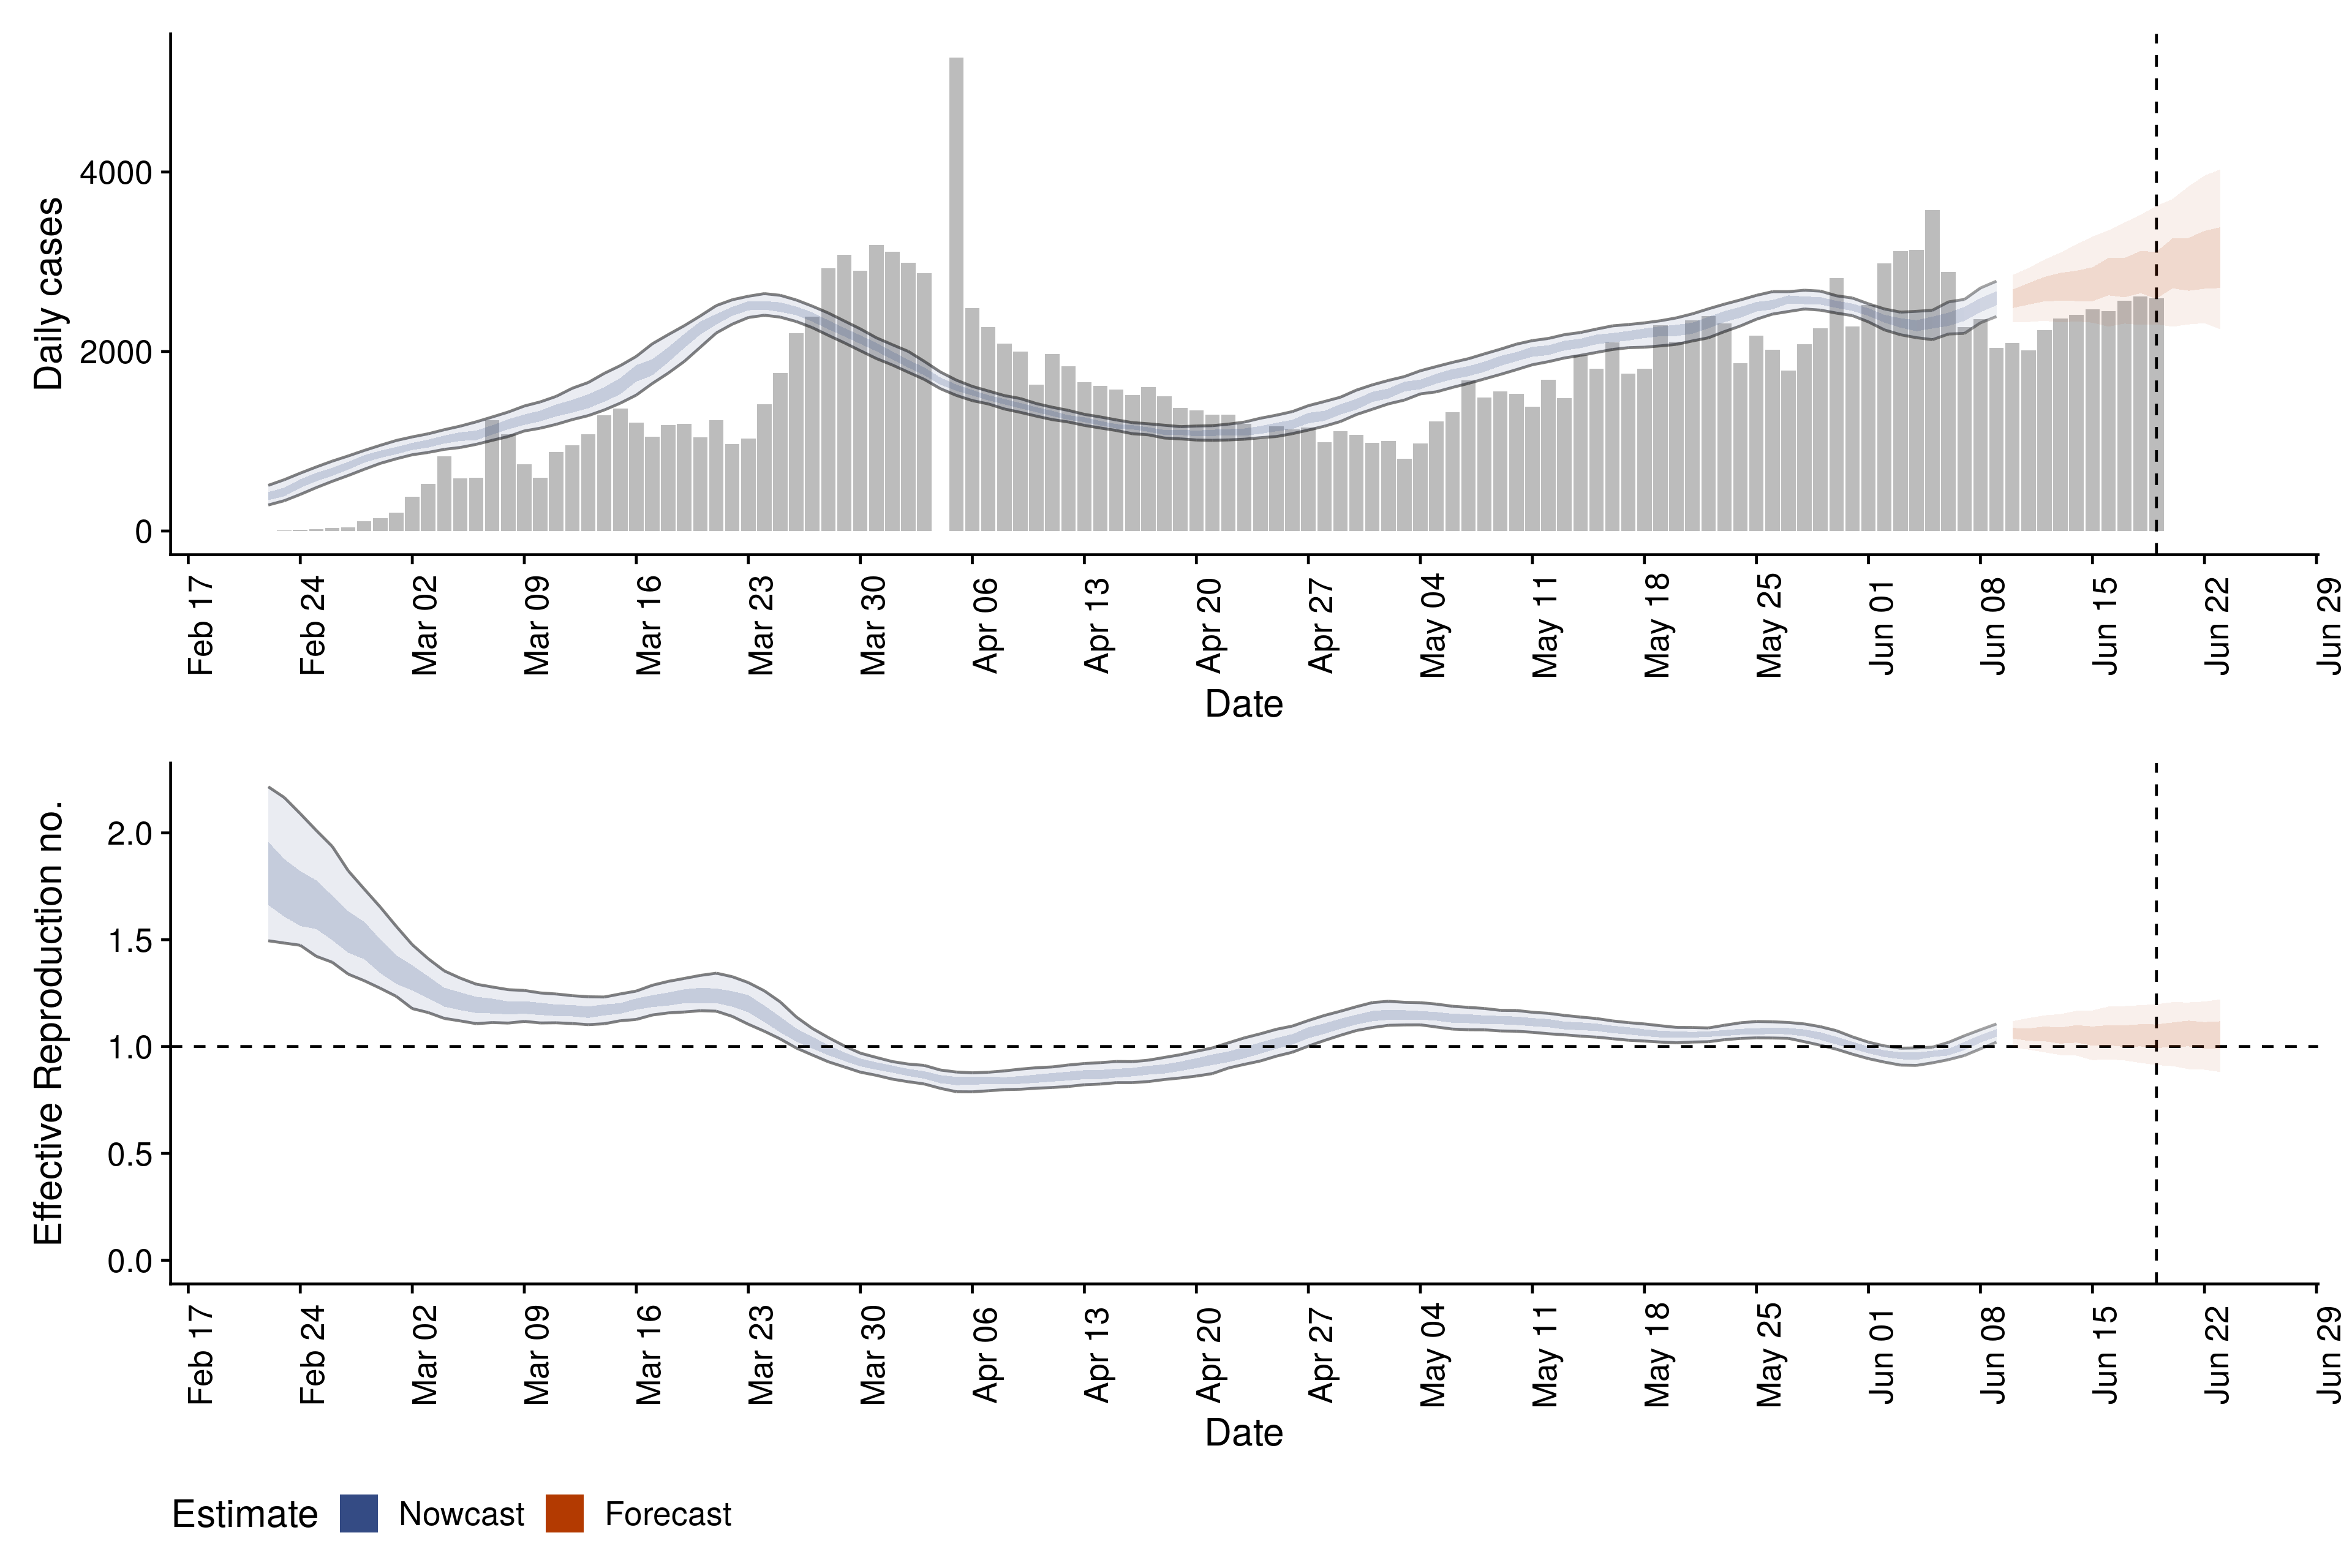 Daily cases
4000
2000
0
Feb 17
Feb 24
Mar 02
Mar 09
Mar 16
Mar 23
Mar 30
Apr 06
Apr 13
Apr 20
Apr 27
May 04
May 11
May 18
May 25
Jun 01
Jun 08
Jun 15
Jun 22
Jun 29
Date
Effective Reproduction no.
2.0
1.5
1.0
0.5
0.0
Feb 17
Feb 24
Mar 02
Mar 09
Mar 16
Mar 23
Mar 30
Apr 06
Apr 13
Apr 20
Apr 27
May 04
May 11
May 18
May 25
Jun 01
Jun 08
Jun 15
Jun 22
Jun 29
Date
Estimate Nowcast Forecast